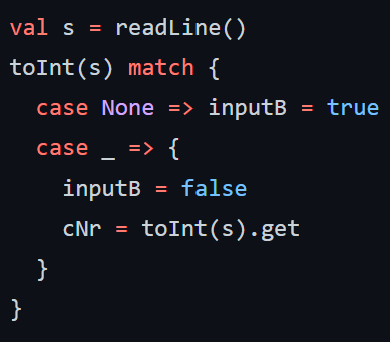 val s = readLine()
toInt(s) match {
  case None => inputB = true
  case _ => {
    inputB = false
    cNr = toInt(s).get
  }
}